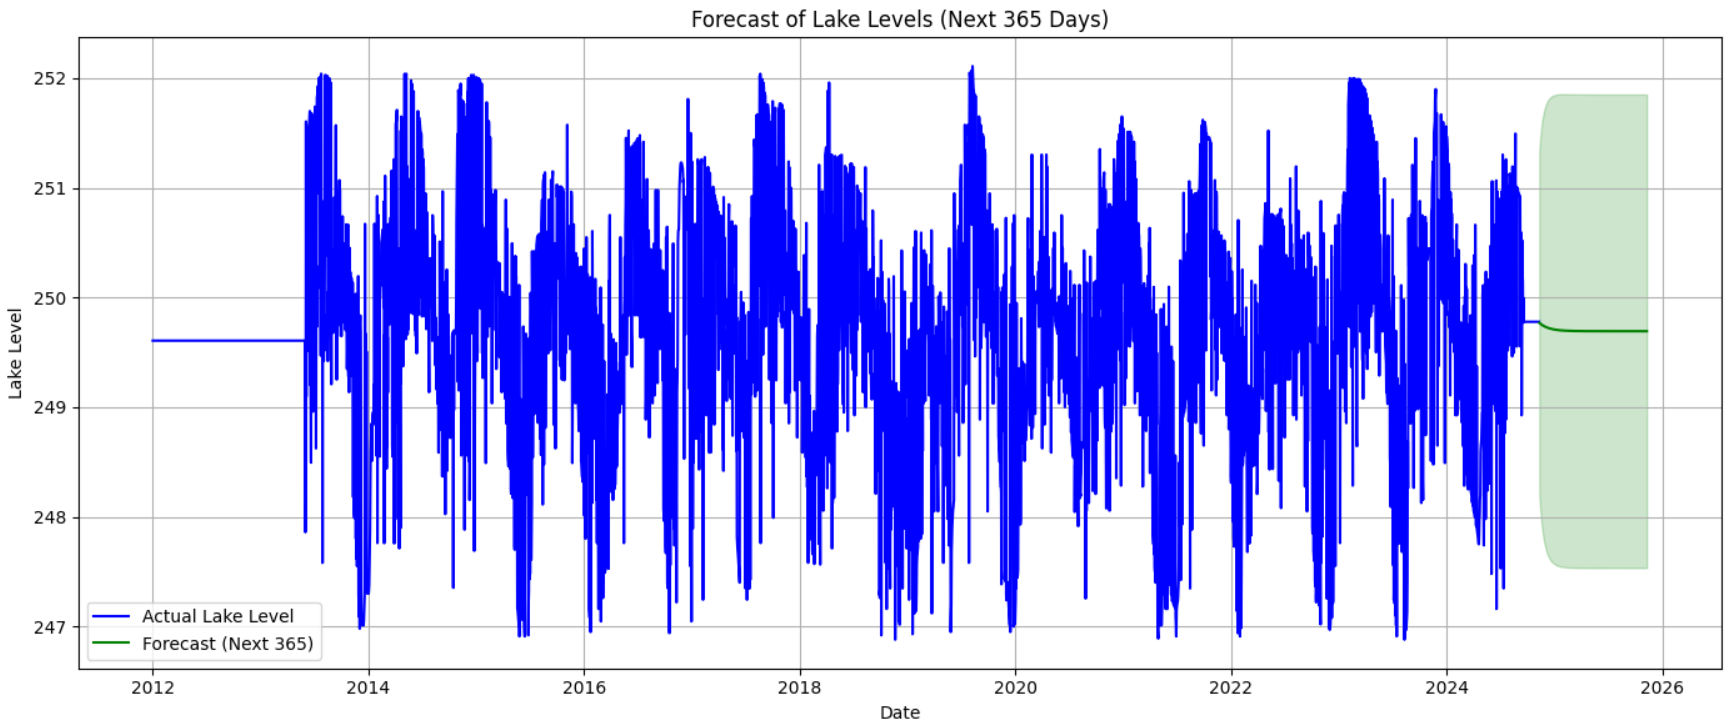 Forecast of Lake Levels (Next 365 Days)
Lake Level
252
251
250
249
248
247
Actual Lake Level
Forecast (Next 365)
2012 2014 2016 2018 2020 2022 2024 2026
Date